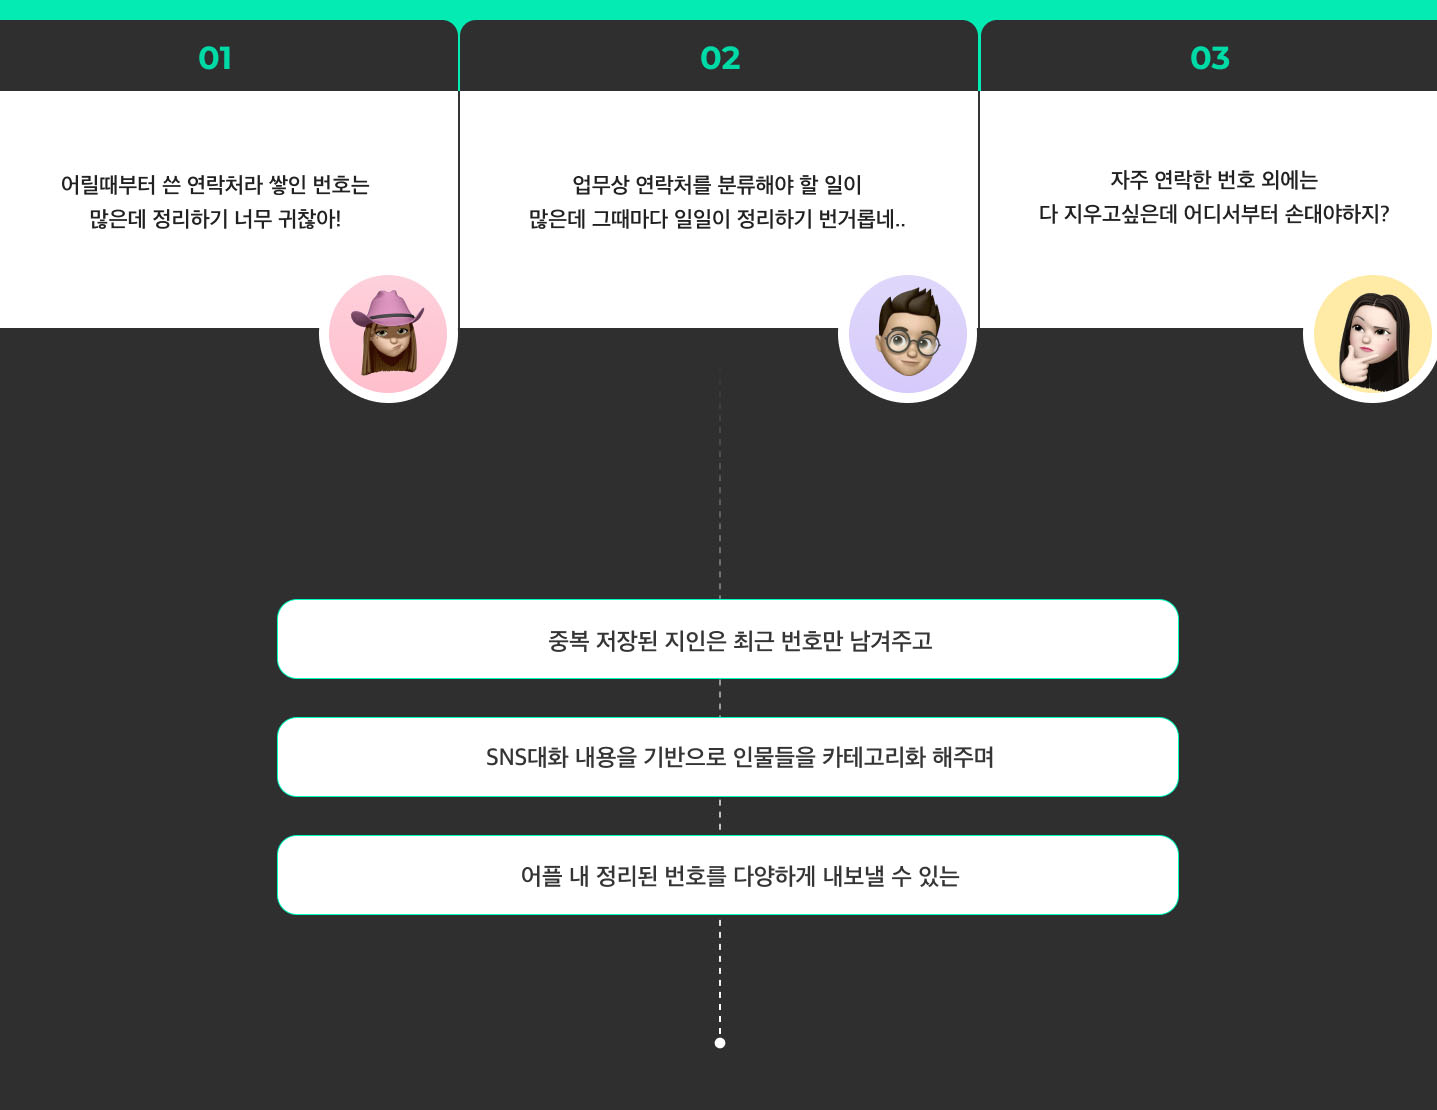 01
어릴때부터 쓴 연락처라 쌓인 번호는
많은데 정리하기 너무 귀찮아!
02
업무상 연락처를 분류해야 할 일이
많은데 그때마다 일일이 정리하기 번거롭네..
03
자주 연락한 번호 외에는
다 지우고싶은데 어디서부터 손대야하지?
중복 저장된 지인은 최근 번호만 남겨주고
SNS대화 내용을 기반으로 인물들을 카테고리화 해주며
어플 내 정리된 번호를 다양하게 내보낼 수 있는